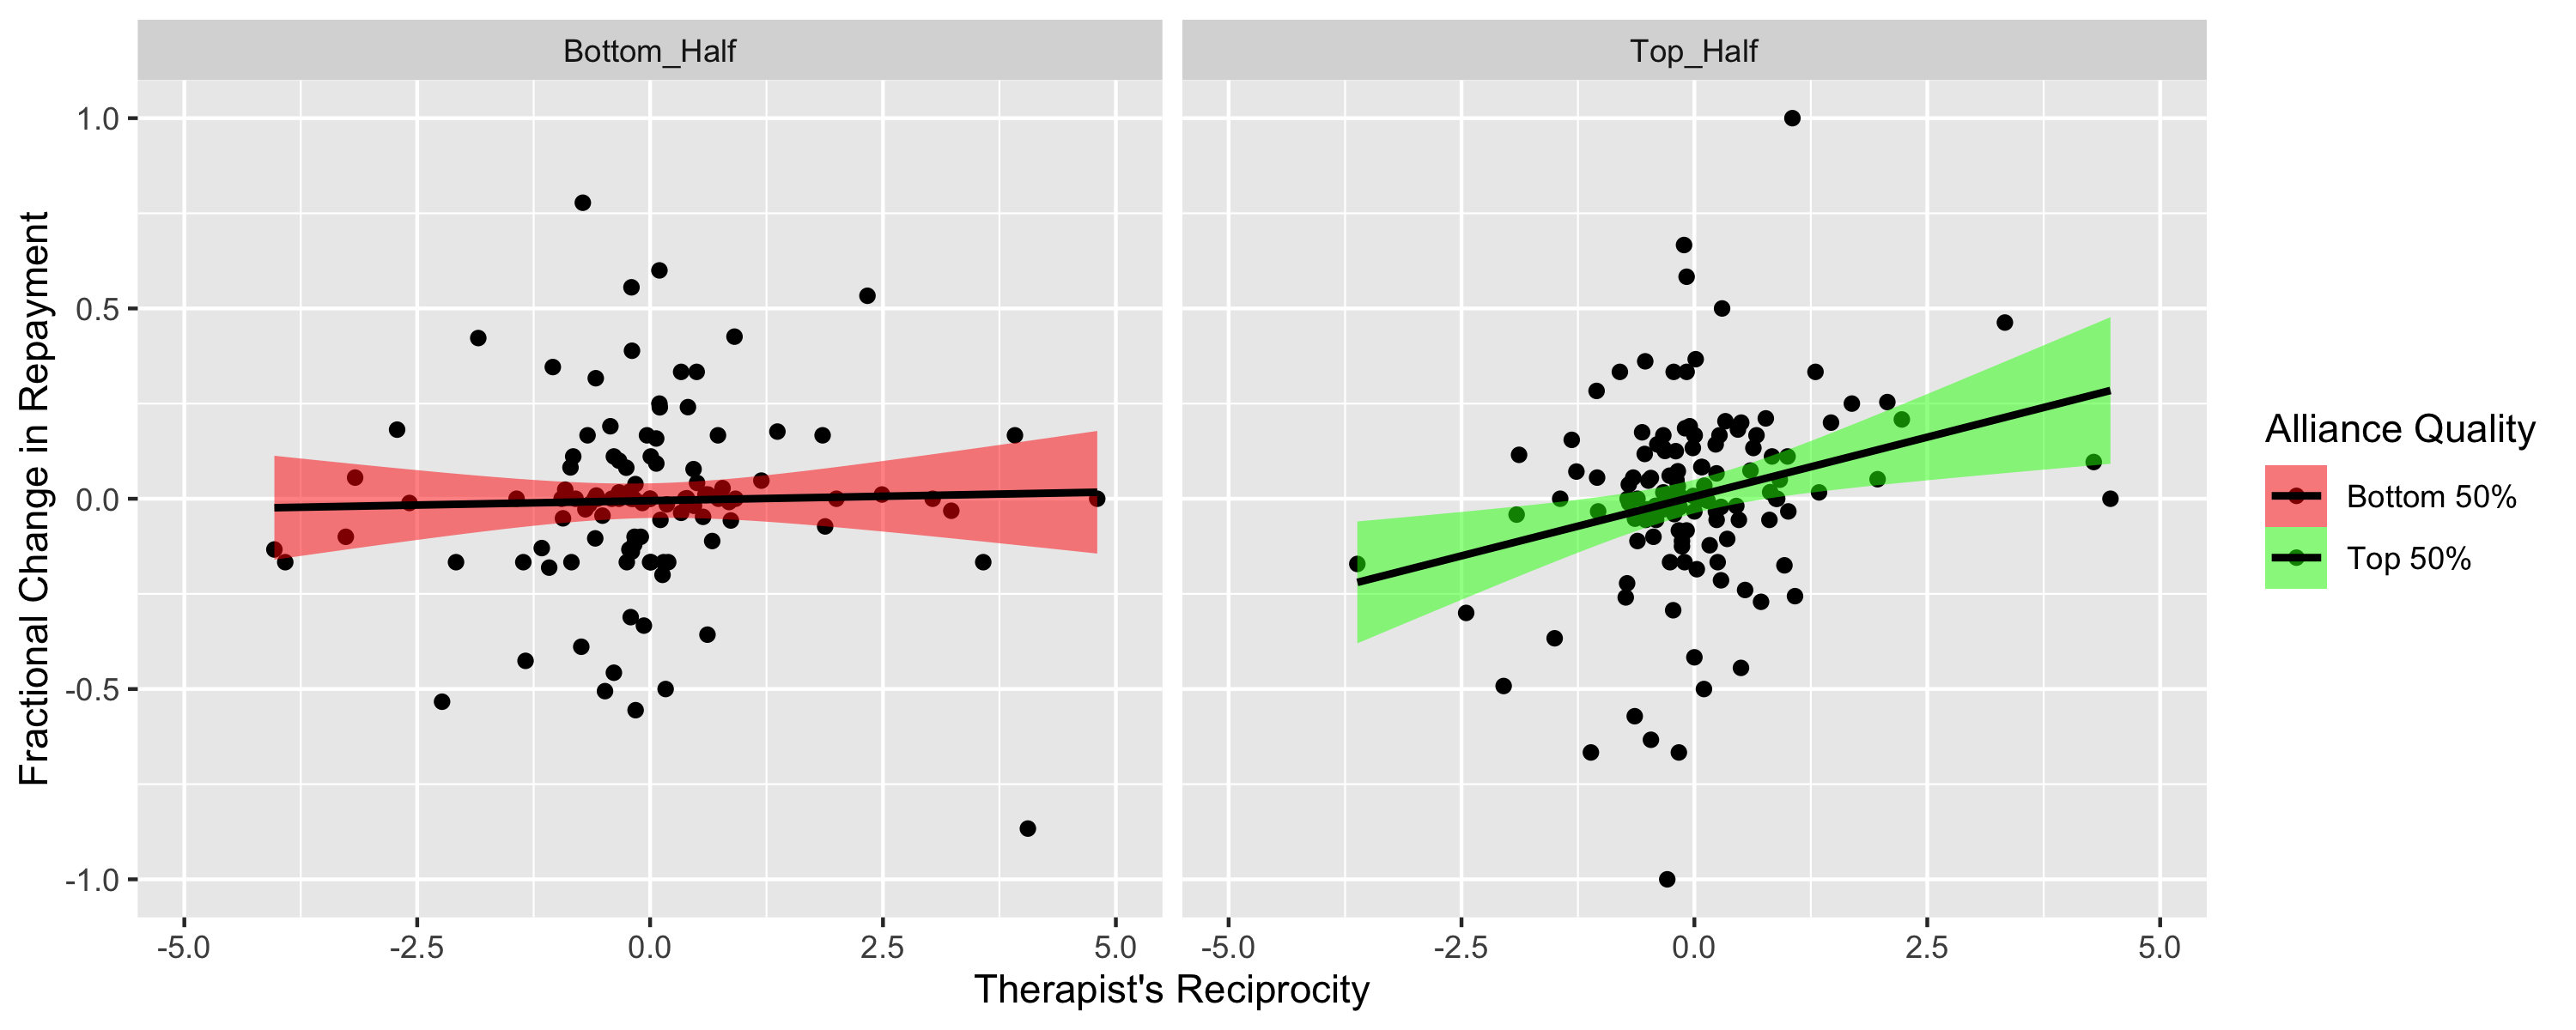 Bottom_Half
Top_Half
Fractional Change in Repayment
1.0
0.5
0.0
-0.5
-1.0
-5.0 -2.5 0.0 2.5 5.0
-5.0 -2.5 0.0 2.5 5.0
Therapist's Reciprocity
Alliance Quality
Bottom 50%
Top 50%